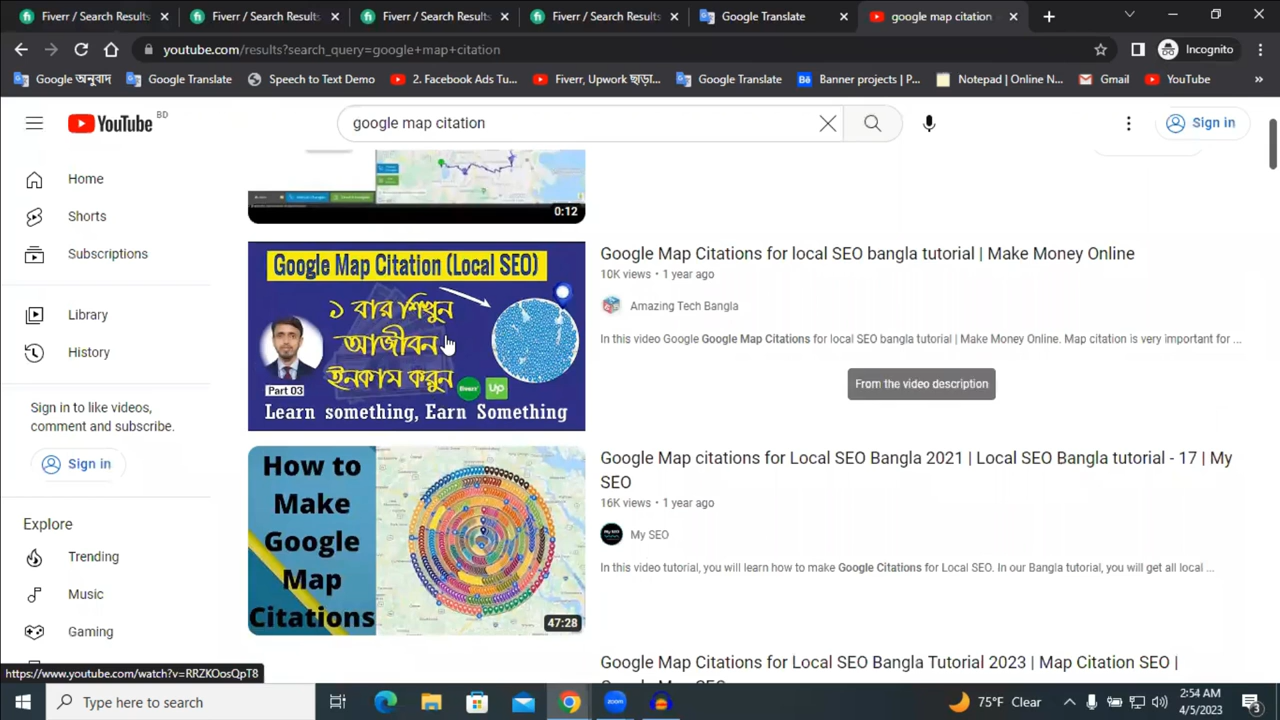 Fiverr / Search Results
Fiverr / Search Results
Fiverr / Search Results
Fiverr / Search Results
Google Translate
google map citation
youtube.com/results?search_query=google+map+citation
Incognito
Google অনুবাদ
Google Translate
Speech to Text Demo
2. Facebook Ads Tu...
Fiverr, Upwork ছাড়া...
Google Translate
Banner projects | P...
Notepad | Online N...
Gmail
YouTube
YouTube BD
google map citation
Sign in
Home
Shorts
Subscriptions
Library
History
Sign in to like videos,
comment and subscribe.
Sign in
Explore
Trending
Music
Gaming
0:12
Google Map Citation (Local SEO)
১ বার শিখুন
আজীবন
ইনকাম করুন
Part 03
fiverr
Up
Learn something, Earn Something
Google Map Citations for local SEO bangla tutorial | Make Money Online
10K views • 1 year ago
Amazing Tech Bangla
In this video Google Google Map Citations for local SEO bangla tutorial | Make Money Online. Map citation is very important for ...
From the video description
How to
Make
Google
Map
Citations
47:28
Google Map citations for Local SEO Bangla 2021 | Local SEO Bangla tutorial - 17 | My
SEO
16K views • 1 year ago
My SEO
In this video tutorial, you will learn how to make Google Citations for Local SEO. In our Bangla tutorial, you will get all local ...
Google Map Citations for Local SEO Bangla Tutorial 2023 | Map Citation SEO |
https://www.youtube.com/watch?v=RRZKOosQpT8
Type here to search
75°F Clear
2:54 AM
4/5/2023
3